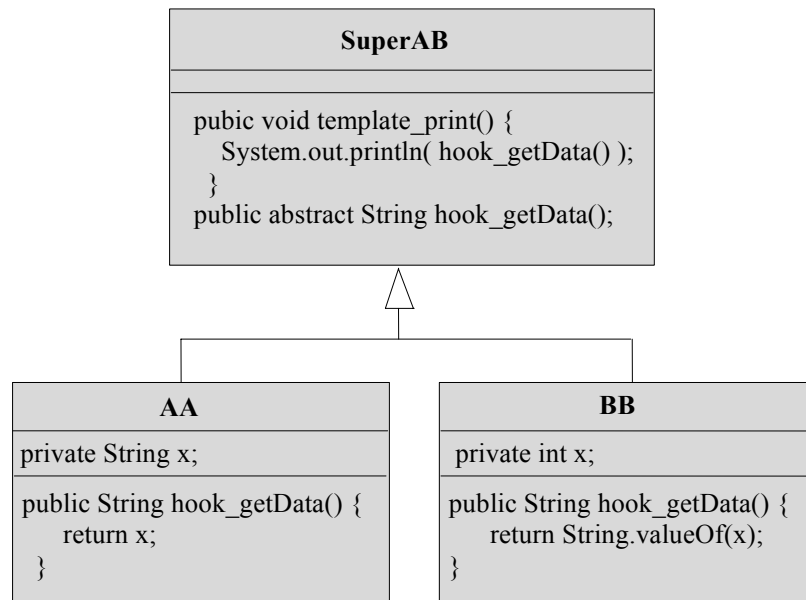 SuperAB
pubic void template_print() {
System.out.println( hook_getData() );
}
public abstract String hook_getData();
AA
private String x;
public String hook_getData() {
return x;
}
BB
private int x;
public String hook_getData() {
return String.valueOf(x);
}